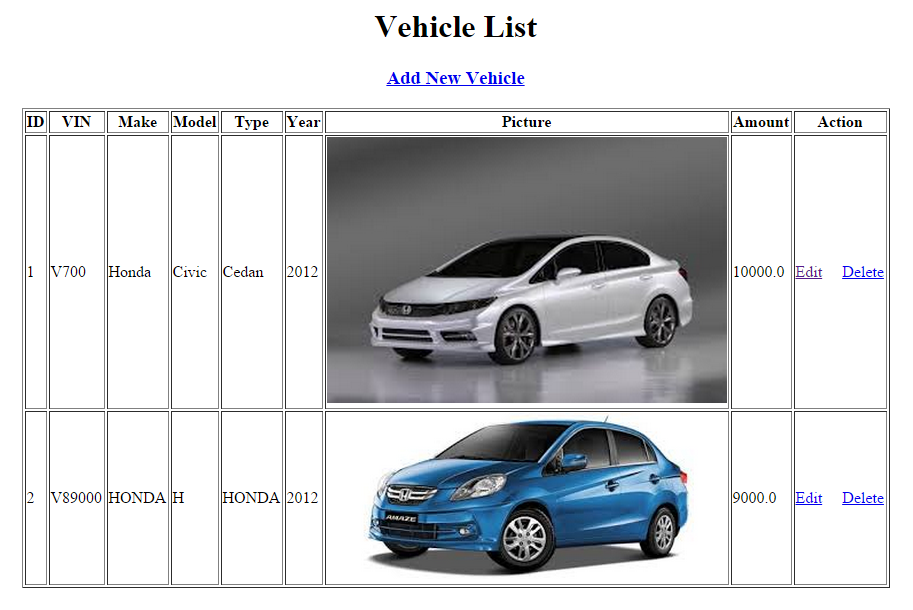 Vehicle List
Add New Vehicle
ID VIN Make Model Type Year Picture Amount Action
1 V700 Honda Civic Cedan 2012 10000.0 Edit Delete
2 V89000 HONDA H HONDA 2012 AMAZE 9000.0 Edit Delete